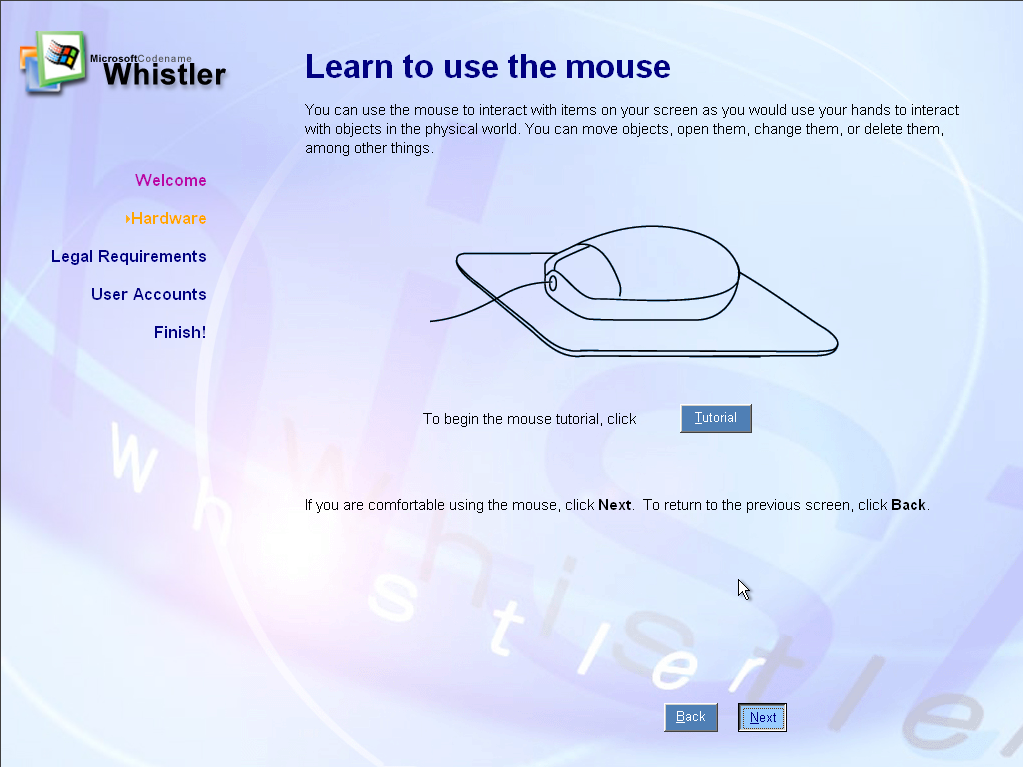 MicrosoftCodename
Whistler
Learn to use the mouse
You can use the mouse to interact with items on your screen as you would use your hands to interact
with objects in the physical world. You can move objects, open them, change them, or delete them,
among other things.
Welcome
Hardware
Legal Requirements
User Accounts
Finish!
To begin the mouse tutorial, click
Tutorial
If you are comfortable using the mouse, click Next. To return to the previous screen, click Back.
Whistler
Whistler
Back
Next